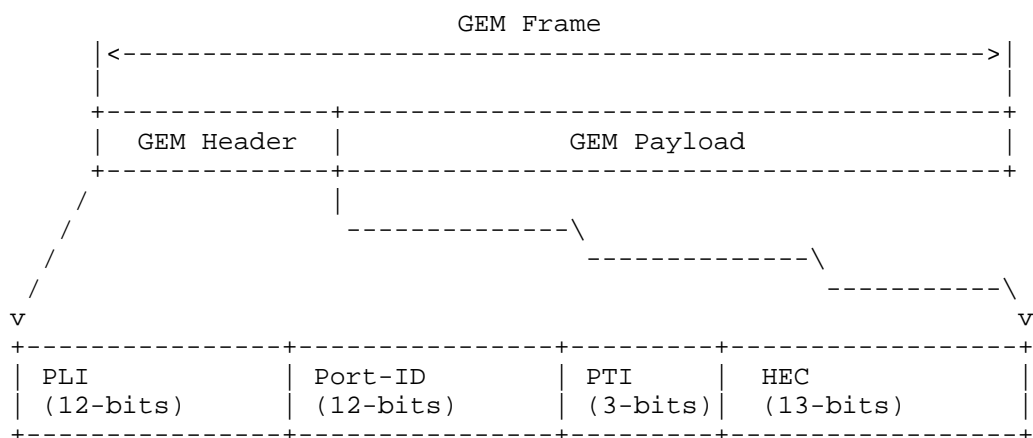 GEM Frame
GEM Header GEM Payload
PLI Port-ID PTI HEC
(12-bits) (12-bits) (3-bits) (13-bits)